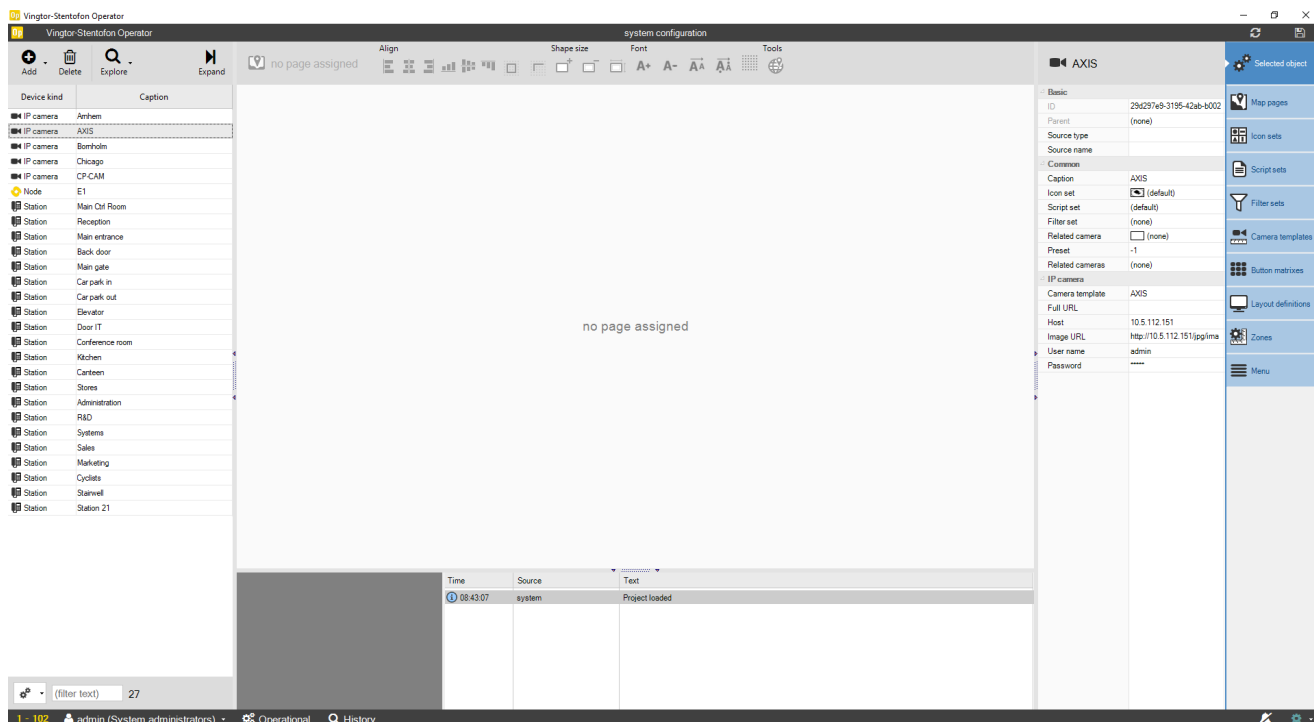 Vingtor-Stentofon Operator
Op Vingtor-Stentofon Operator system configuration
Add Delete Explore Expand
no page assigned
Align Shape size Font Tools
A+ A- AA AA
AXIS
Device kind Caption
IP camera Arnhem
IP camera AXIS
IP camera Bornholm
IP camera Chicago
IP camera CP-CAM
Node E1
Station Main Ctrl Room
Station Reception
Station Main entrance
Station Back door
Station Main gate
Station Car park in
Station Car park out
Station Elevator
Station Door IT
Station Conference room
Station Kitchen
Station Canteen
Station Stores
Station Administration
Station R&D
Station Systems
Station Sales
Station Marketing
Station Cyclists
Station Stairwell
Station Station 21
(filter text) 27
no page assigned
Time Source Text
08:43:07 system Project loaded
Basic
ID 29d297e9-3195-42ab-b002
Parent (none)
Source type
Source name
Common
Caption AXIS
Icon set (default)
Script set (default)
Filter set (none)
Related camera (none)
Preset -1
Related cameras (none)
IP camera
Camera template AXIS
Full URL
Host 10.5.112.151
Image URL http://10.5.112.151/jpg/ima
User name admin
Password *****
Selected object
Map pages
Icon sets
Script sets
Filter sets
Camera templates
Button matrixes
Layout definitions
Zones
Menu
1 - 102 admin (System administrators) Operational History